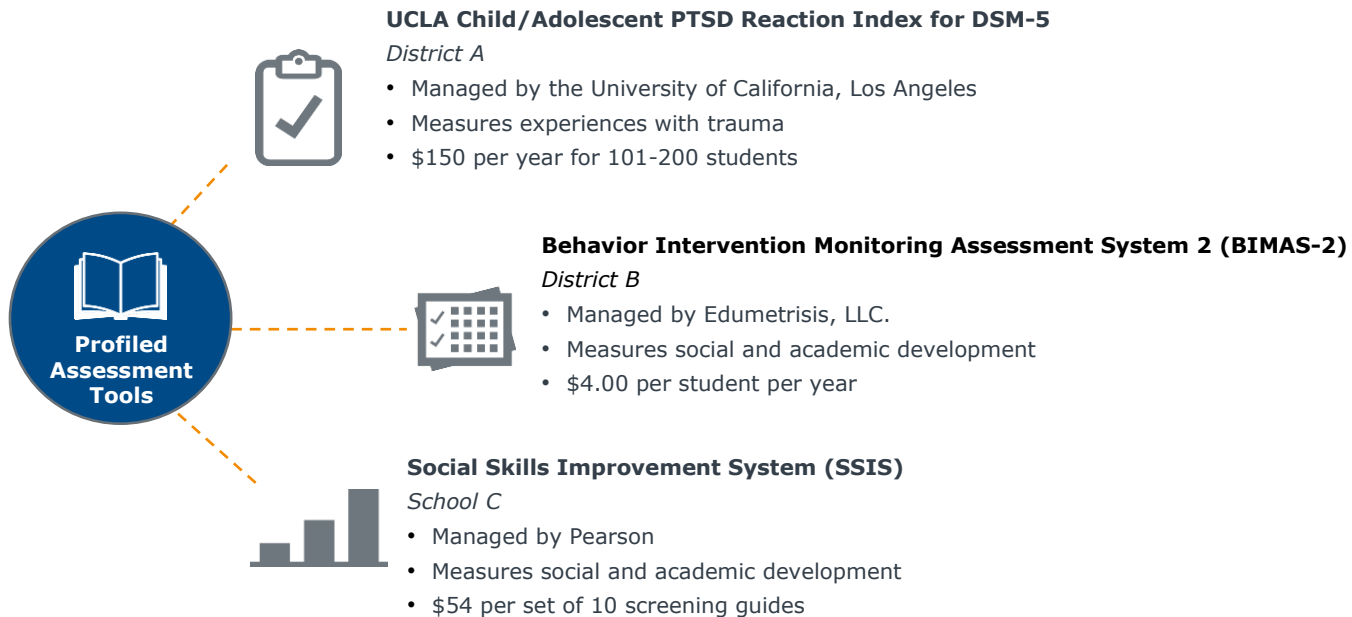 UCLA Child/Adolescent PTSD Reaction Index for DSM-5
District A
• Managed by the University of California, Los Angeles
• Measures experiences with trauma
• $150 per year for 101-200 students
Behavior Intervention Monitoring Assessment System 2 (BIMAS-2)
District B
• Managed by Edumetrisis, LLC.
• Measures social and academic development
• $4.00 per student per year
Profiled
Assessment
Tools
Social Skills Improvement System (SSIS)
School C
• Managed by Pearson
• Measures social and academic development
• $54 per set of 10 screening guides